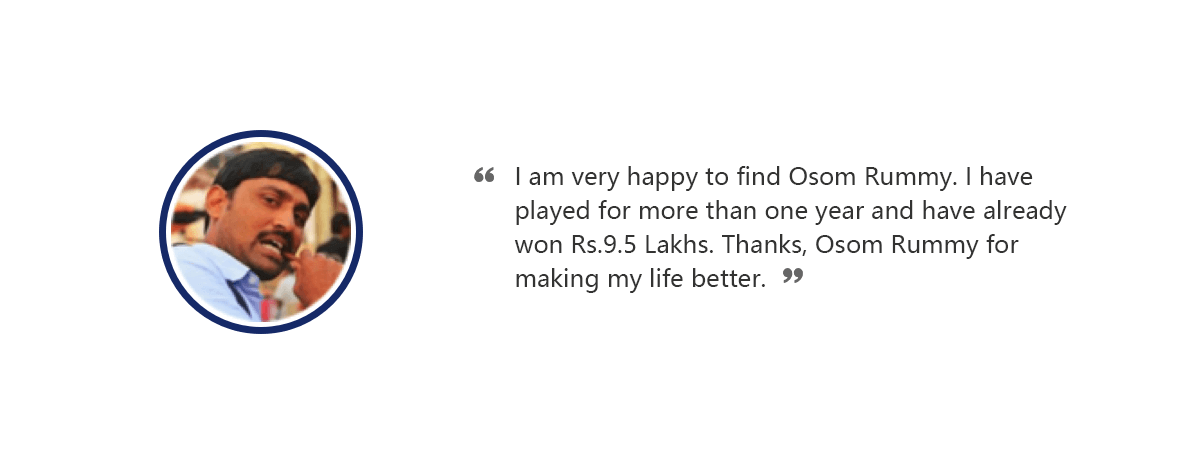 “ I am very happy to find Osom Rummy. I have
played for more than one year and have already
won Rs.9.5 Lakhs. Thanks, Osom Rummy for
making my life better. ”